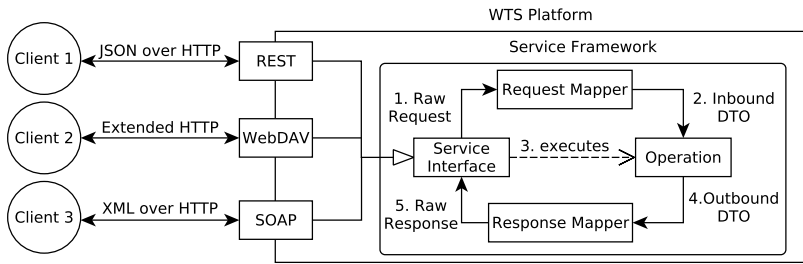 WTS Platform
Service Framework
Client 1
JSON over HTTP
REST
Client 2
Extended HTTP
WebDAV
Client 3
XML over HTTP
SOAP
1. Raw
Request
Request Mapper
2. Inbound
DTO
Service
Interface
3. executes
Operation
5. Raw
Response
Response Mapper
4.Outbound
DTO